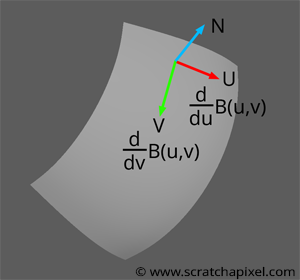 N
U
d/du B(u,v)
V
d/dv B(u,v)
© www.scratchapixel.com